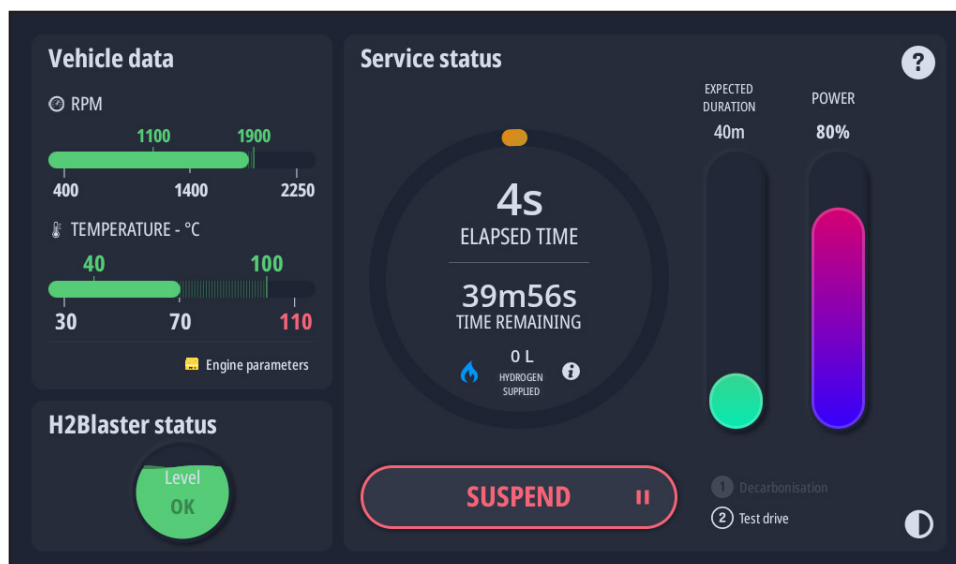 Vehicle data
RPM
1100 1900
400 1400 2250
TEMPERATURE - °C
40 100
30 70 110
Engine parameters
H2Blaster status
Level
OK
Service status
?
4s
ELAPSED TIME
39m56s
TIME REMAINING
0 L
HYDROGEN
SUPPLIED
i
EXPECTED
DURATION
40m
POWER
80%
SUSPEND
1 Decarbonisation
2 Test drive